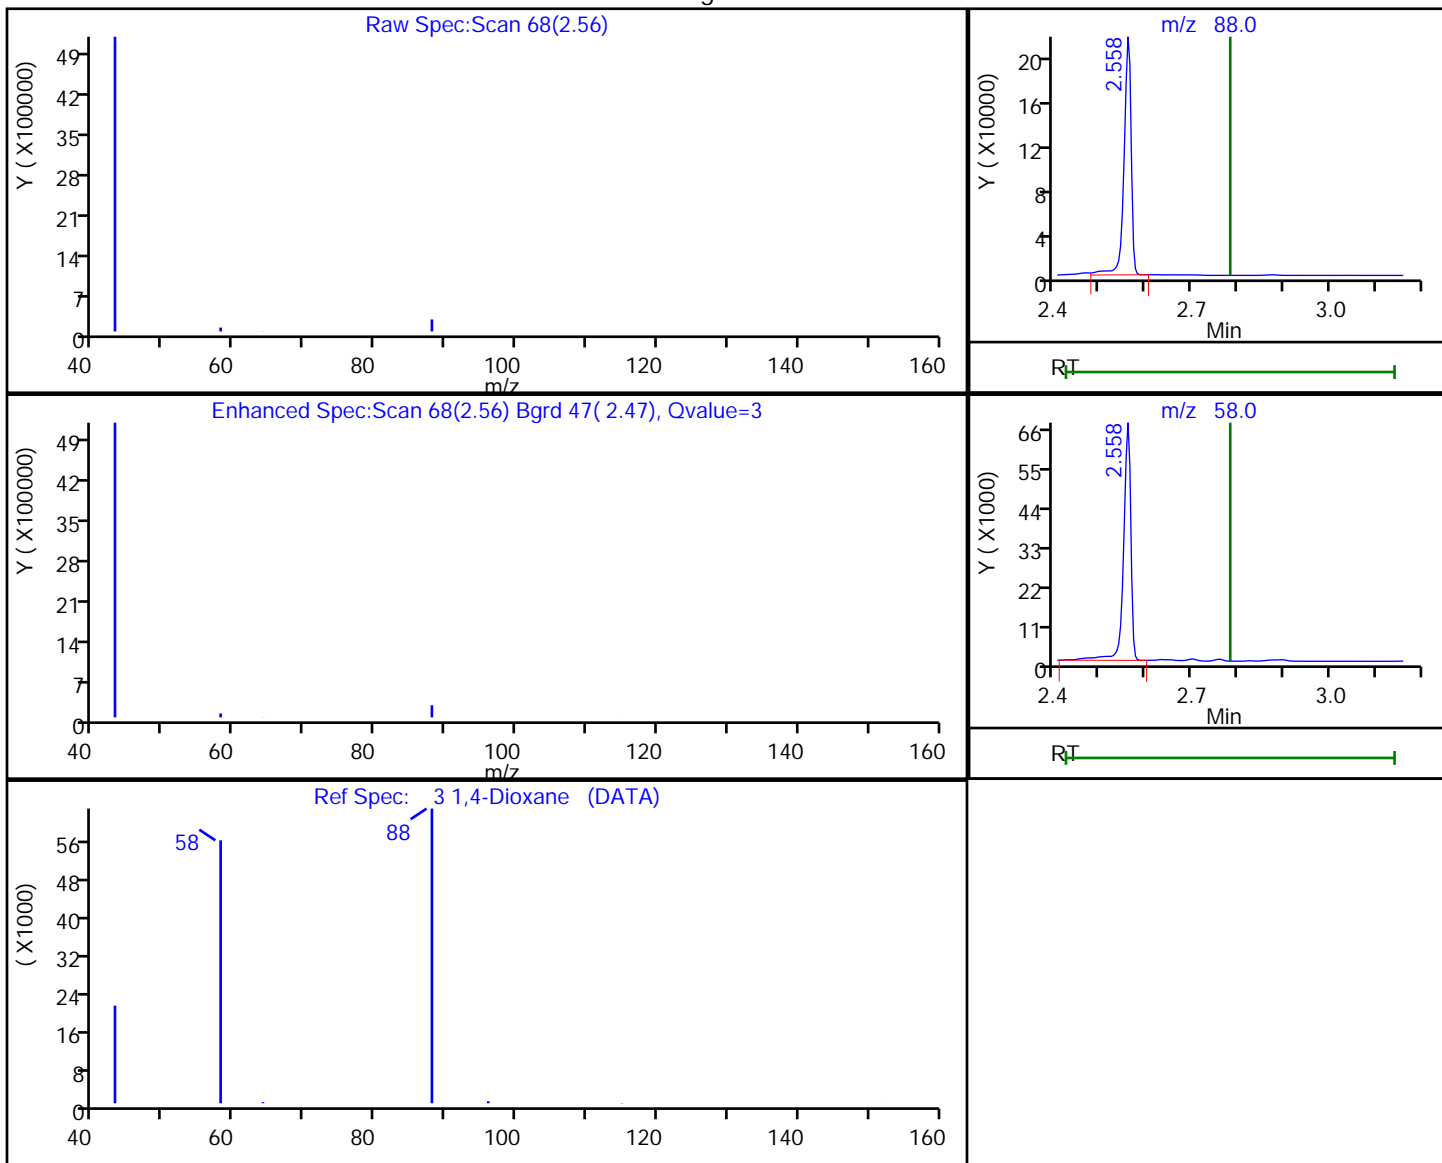 Raw Spec:Scan 68(2.56)
Y ( X100000)
49
42
35
28
21
14
7
0
40 60 80 100 120 140 160
m/z
m/z 88.0
Y ( X10000)
2.558
20
16
12
8
4
0
2.4 2.7 3.0
Min
RT
Enhanced Spec:Scan 68(2.56) Bgrd 47( 2.47), Qvalue=3
Y ( X100000)
49
42
35
28
21
14
7
0
40 60 80 100 120 140 160
m/z
m/z 58.0
Y ( X1000)
2.558
66
55
44
33
22
11
0
2.4 2.7 3.0
Min
RT
Ref Spec: 3 1,4-Dioxane (DATA)
( X1000)
58
88
56
48
40
32
24
16
8
0
40 60 80 100 120 140 160